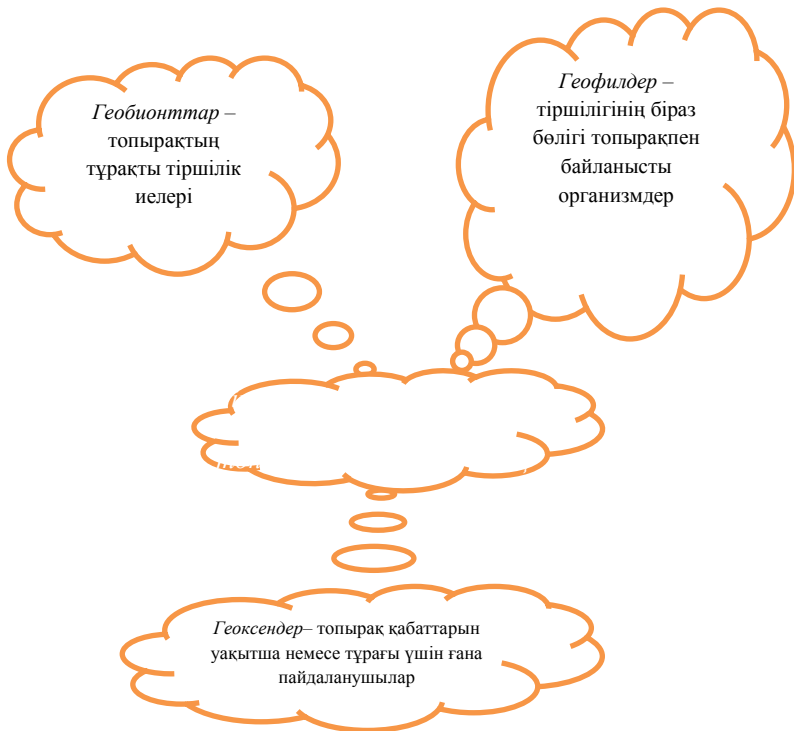 Геобионттар –
топырақтың
тұрақты тіршілік
иелері
Геофилдер –
тіршілігінің біраз
бөлігі топырақпен
байланысты
организмдер
Геоксендер– топырақ қабаттарын
уақытша немесе тұрағы үшін ғана
пайдаланушылар